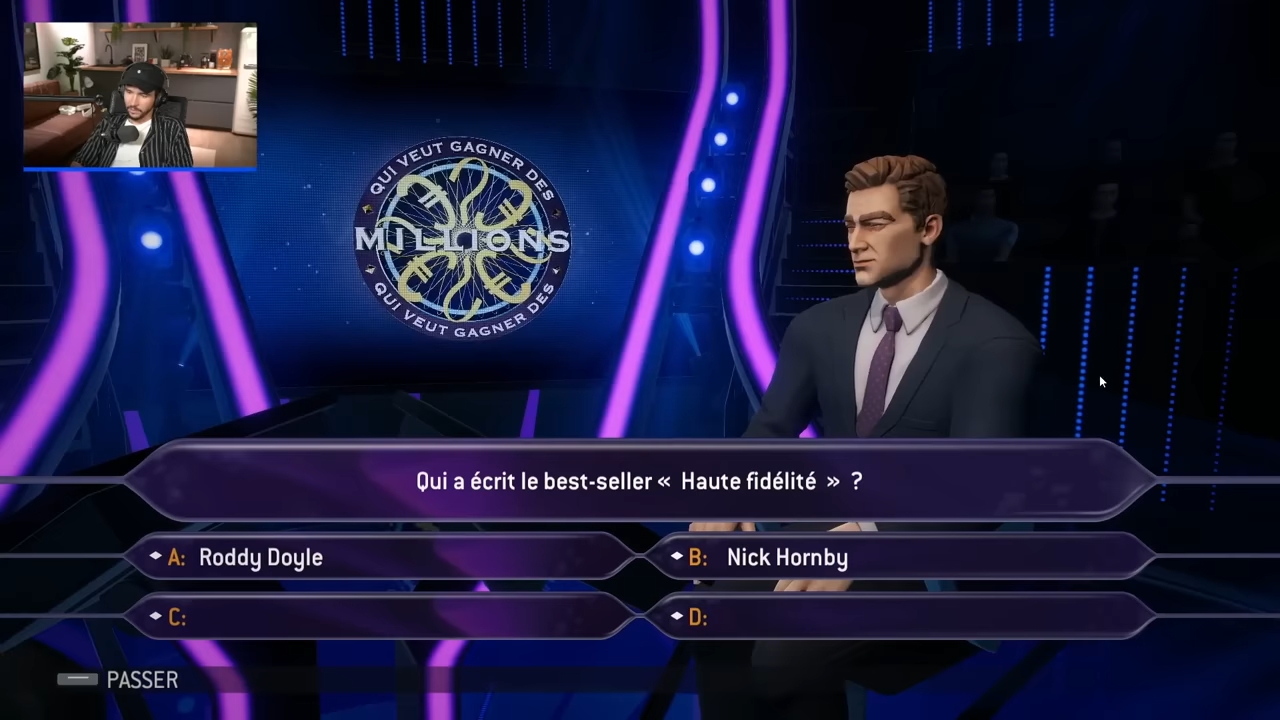 QUI VEUT GAGNER DES
MILLIONS
QUI VEUT GAGNER DES
Qui a écrit le best-seller «  Haute fidélité  » ?
A: Roddy Doyle
B: Nick Hornby
C:
D:
PASSER